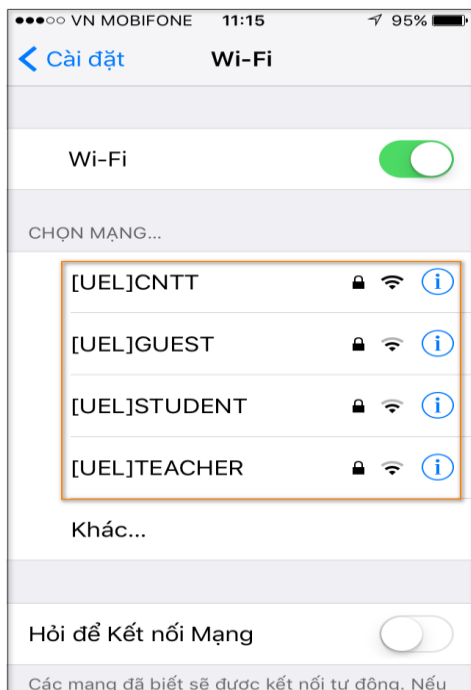 VN MOBIFONE 11:15 95%
Cài đặt Wi-Fi
Wi-Fi
CHỌN MẠNG...
[UEL]CNTT
[UEL]GUEST
[UEL]STUDENT
[UEL]TEACHER
Khác...
Hỏi để Kết nối Mạng
Các mạng đã biết sẽ được kết nối tự động. Nếu